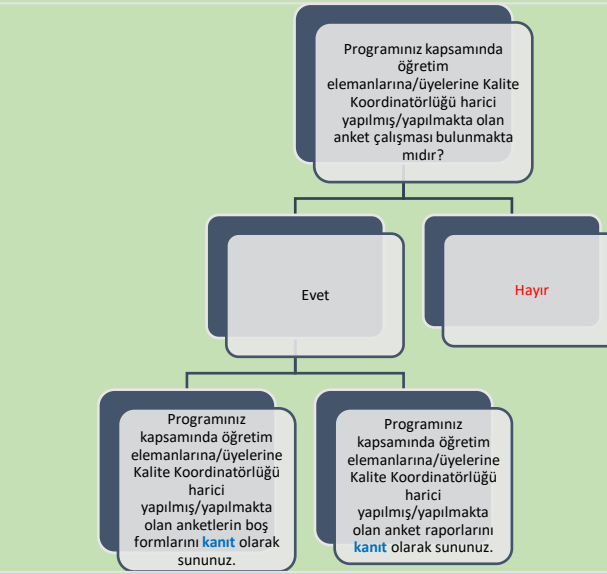 Programınız kapsamında
öğretim
elemanlarına/üyelerine Kalite
Koordinatörlüğü harici
yapılmış/yapılmakta olan
anket çalışması bulunmakta
mıdır?
Evet
Hayır
Programınız
kapsamında öğretim
elemanlarına/üyelerine
Kalite Koordinatörlüğü
harici
yapılmış/yapılmakta
olan anketlerin boş
formlarını kanıt olarak
sununuz.
Programınız
kapsamında öğretim
elemanlarına/üyelerine
Kalite Koordinatörlüğü
harici
yapılmış/yapılmakta
olan anket raporlarını
kanıt olarak sununuz.